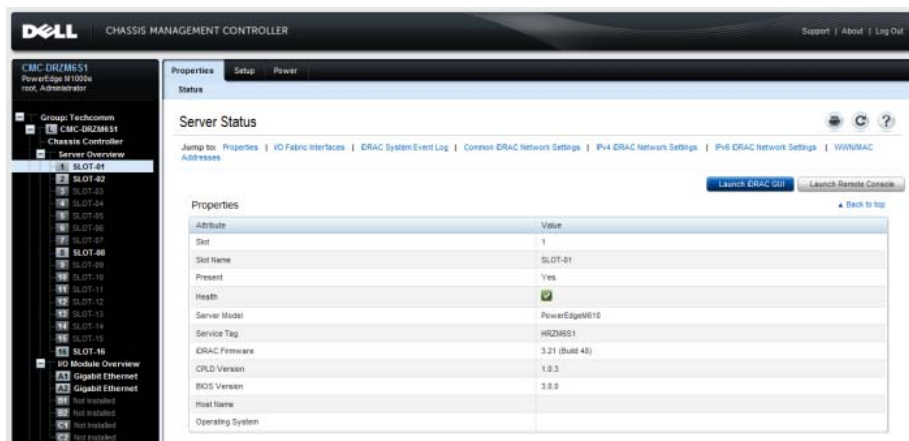 DELL
CHASSIS MANAGEMENT CONTROLLER
Support | About | Log Out
CMC-DRZM6S1
PowerEdge M1000e
root, Administrator
Properties Setup Power
Status
Group: Techcomm
L CMC-DRZM6S1
Chassis Controller
Server Overview
1 SLOT-01
2 SLOT-02
3 SLOT-03
4 SLOT-04
5 SLOT-05
6 SLOT-06
7 SLOT-07
8 SLOT-08
9 SLOT-09
10 SLOT-10
11 SLOT-11
12 SLOT-12
13 SLOT-13
14 SLOT-14
15 SLOT-15
16 SLOT-16
I/O Module Overview
A1 Gigabit Ethernet
A2 Gigabit Ethernet
B1 Not Installed
B2 Not Installed
C1 Not Installed
C2 Not Installed
Server Status
Jump to: Properties | I/O Fabric Interfaces | iDRAC System Event Log | Common iDRAC Network Settings | IPv4 iDRAC Network Settings | IPv6 iDRAC Network Settings | WWN/MAC
Addresses
Launch iDRAC GUI Launch Remote Console
Properties
Back to top
Attribute Value
Slot 1
Slot Name SLOT-01
Present Yes
Health
Server Model PowerEdgeM610
Service Tag HRZM6S1
iDRAC Firmware 3.21 (Build 48)
CPLD Version 1.0.3
BIOS Version 3.0.0
Host Name
Operating System